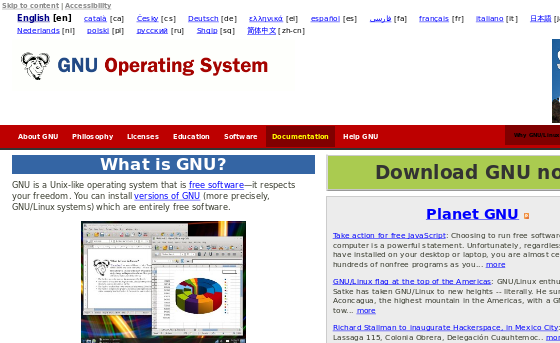 Skip to content | Accessibility
English [en] català [ca] Česky [cs] Deutsch [de] ελληνικά [el] español [es] فارسی [fa] français [fr] italiano [it] 日本語
Nederlands [nl] polski [pl] русский [ru] Shqip [sq] 简体中文 [zh-cn]
GNU Operating System
About GNU Philosophy Licenses Education Software Documentation Help GNU Why GNU/Linux
What is GNU?
GNU is a Unix-like operating system that is free software—it respects
your freedom. You can install versions of GNU (more precisely,
GNU/Linux systems) which are entirely free software.
Download GNU no
Planet GNU
Take action for free JavaScript: Choosing to run free softwar
computer is a powerful statement. Unfortunately, regardless
have installed on your desktop or laptop, you are almost ce
hundreds of nonfree programs as you... more
GNU/Linux flag at the top of the Americas: GNU/Linux enthu
Satke has taken GNU/Linux to new heights -- literally. He su
Aconcagua, the highest mountain in the Americas, with a G
tow... more
Richard Stallman to inaugurate Hackerspace, in Mexico City
Lassaga 115, Colonia Obrera, Delegación Cuauhtemoc... mo